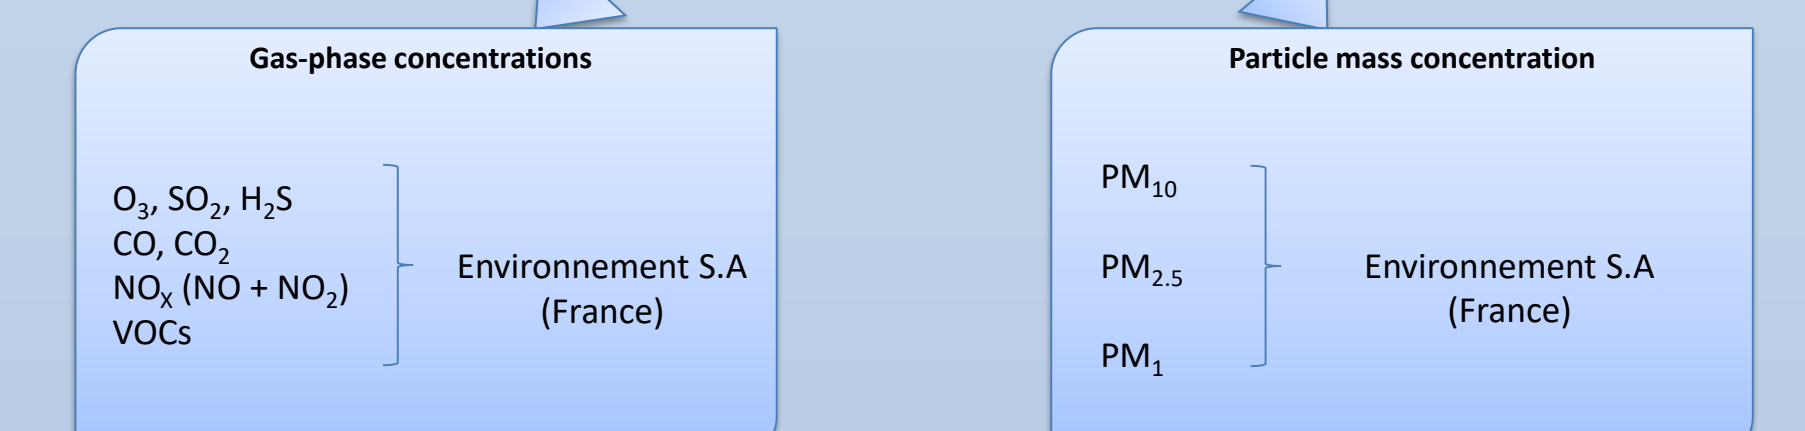 Gas-phase concentrations
O₃, SO₂, H₂S
CO, CO₂
NOₓ (NO + NO₂)
VOCs
Environnement S.A
(France)
Particle mass concentration
PM₁₀
PM₂.₅
PM₁
Environnement S.A
(France)